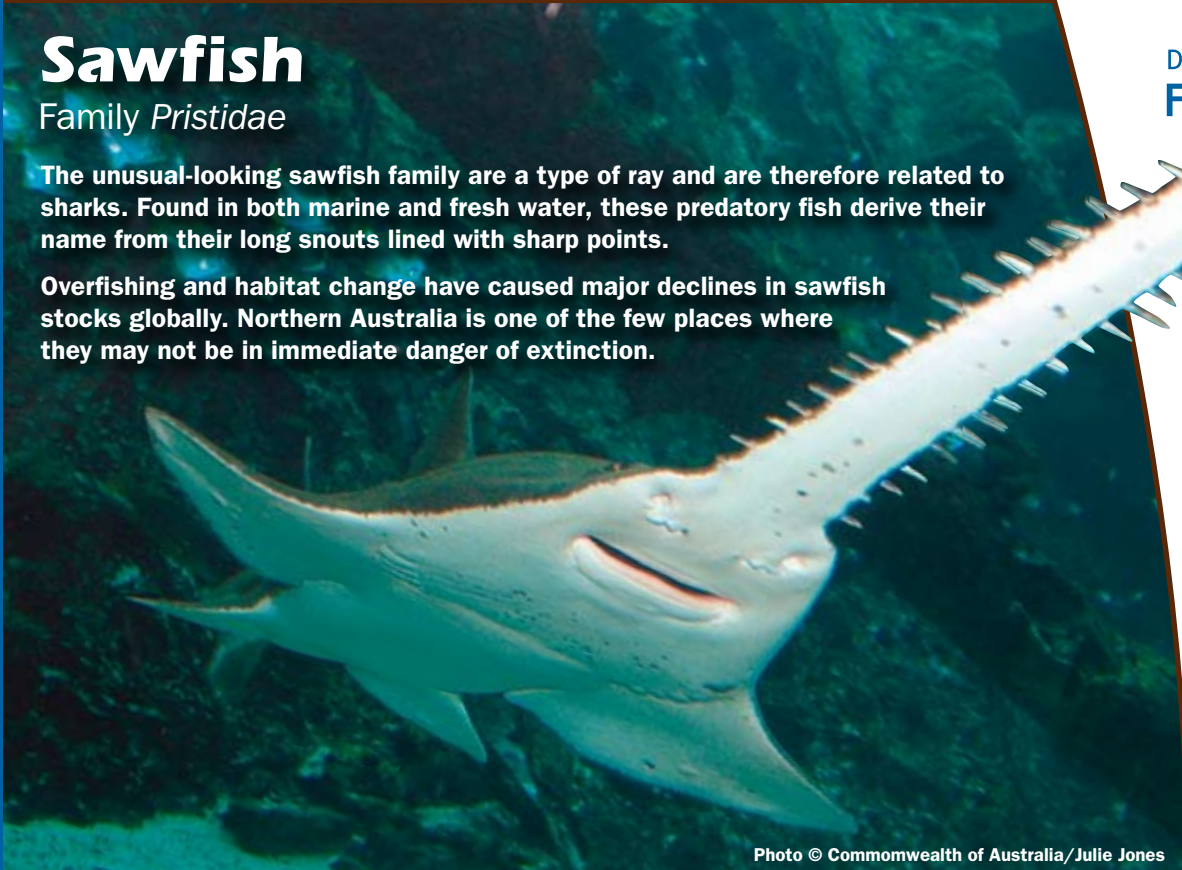 Sawfish
Family Pristidae
The unusual-looking sawfish family are a type of ray and are therefore related to
sharks. Found in both marine and fresh water, these predatory fish derive their
name from their long snouts lined with sharp points.
Overfishing and habitat change have caused major declines in sawfish
stocks globally. Northern Australia is one of the few places where
they may not be in immediate danger of extinction.
D
F
Photo © Commomwealth of Australia/Julie Jones